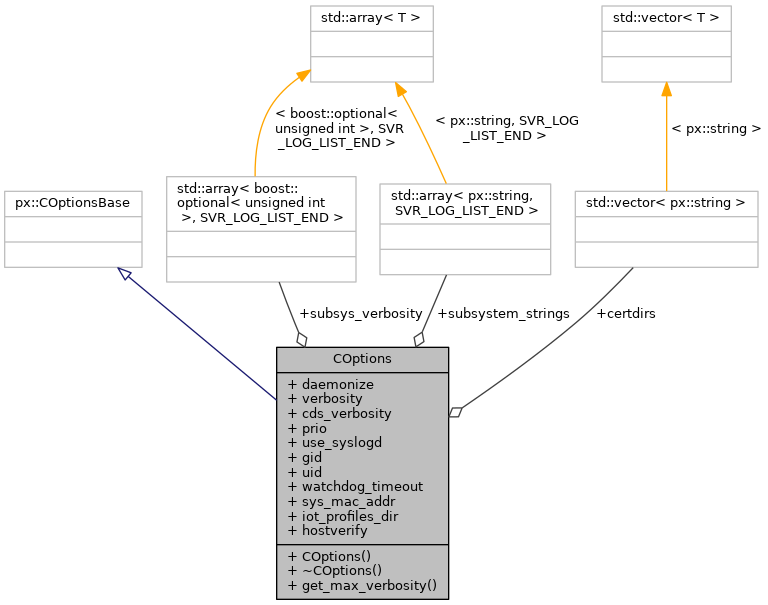 std::array< T >
std::vector< T >
< boost::optional<
unsigned int >, SVR
_LOG_LIST_END >
< px::string, SVR_LOG
_LIST_END >
< px::string >
px::COptionsBase
std::array< boost::
optional< unsigned int
>, SVR_LOG_LIST_END >
std::array< px::string,
SVR_LOG_LIST_END >
std::vector< px::string >
+subsys_verbosity
+subsystem_strings
+certdirs
COptions
+ daemonize
+ verbosity
+ cds_verbosity
+ prio
+ use_syslogd
+ gid
+ uid
+ watchdog_timeout
+ sys_mac_addr
+ iot_profiles_dir
+ hostverify
+ COptions()
+ ~COptions()
+ get_max_verbosity()